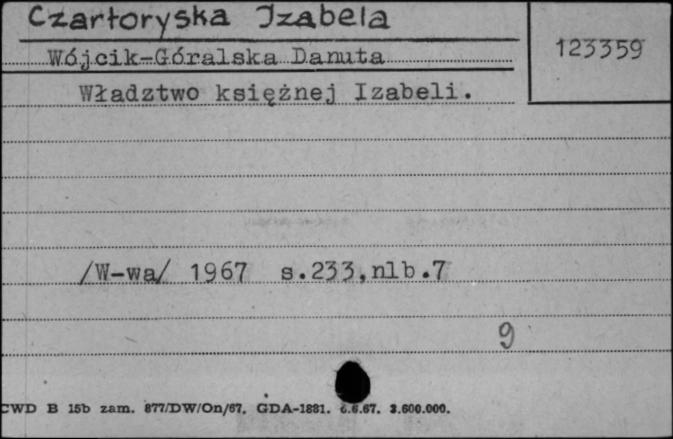 Czartoryska Izabela
Wójcik-Góralska Danuta
123359
Władztwo księżnej Izabeli.
/W-wa/ 1967 s.233,nlb.7
9
CWD B 15b zam. 877/DW/On/67. GDA-1881. 6.6.67. 3.600.000.